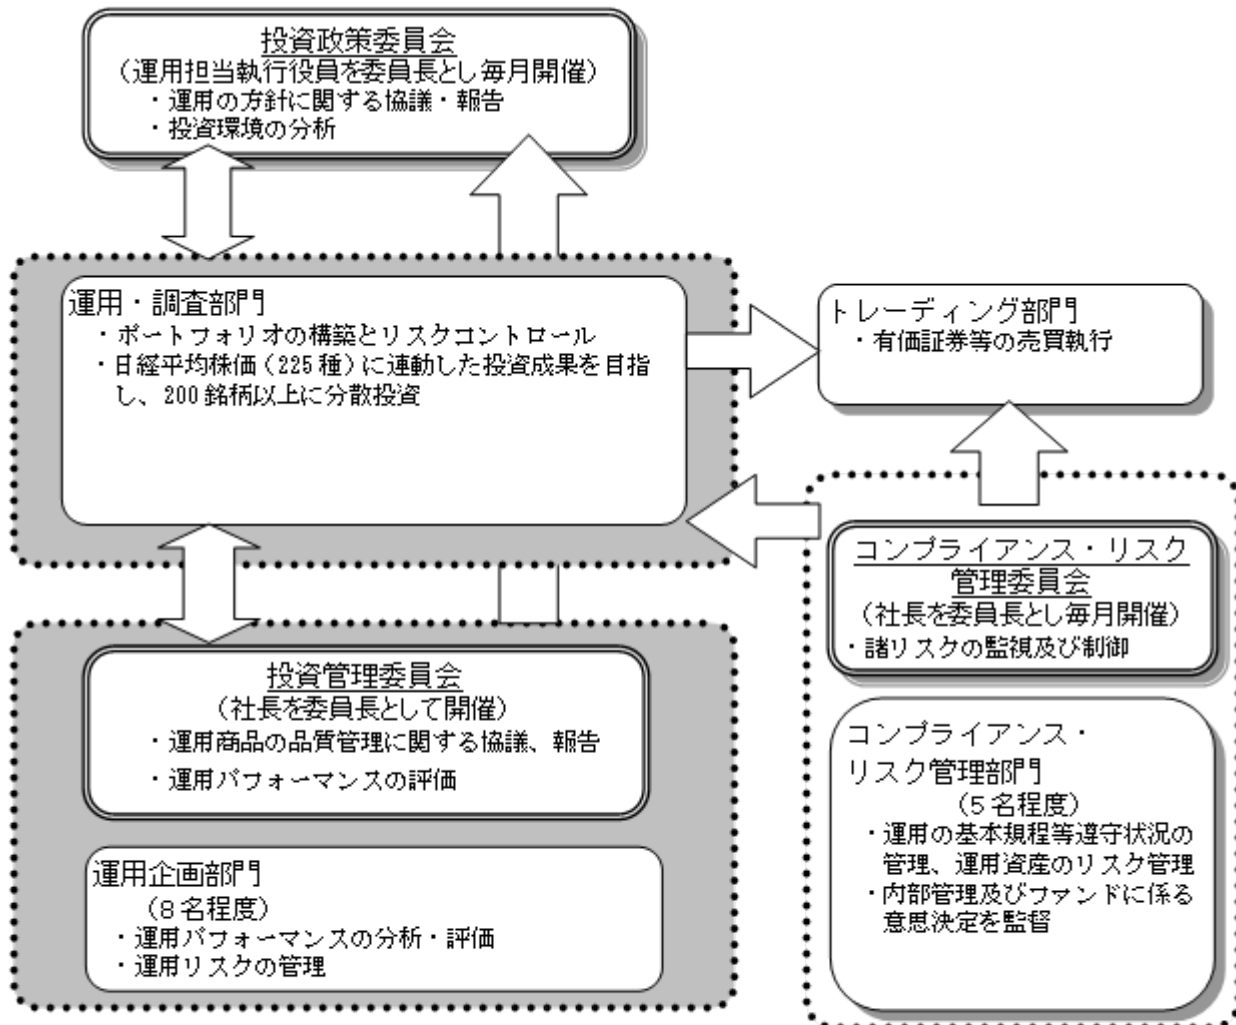 投資政策委員会
（運用担当執行役員を委員長とし毎月開催）
・運用の方針に関する協議・報告
・投資環境の分析
運用・調査部門
・ポートフォリオの構築とリスクコントロール
・日経平均株価（225種）に連動した投資成果を目指
し、200銘柄以上に分散投資
トレーディング部門
・有価証券等の売買執行
コンプライアンス・リスク
管理委員会
（社長を委員長とし毎月開催）
・諸リスクの監視及び制御
投資管理委員会
（社長を委員長として開催）
・運用商品の品質管理に関する協議、報告
・運用パフォーマンスの評価
運用企画部門
（8名程度）
・運用パフォーマンスの分析・評価
・運用リスクの管理
コンプライアンス・
リスク管理部門
（5名程度）
・運用の基本規程等遵守状況の
管理、運用資産のリスク管理
・内部管理及びファンドに係る
意思決定を監督